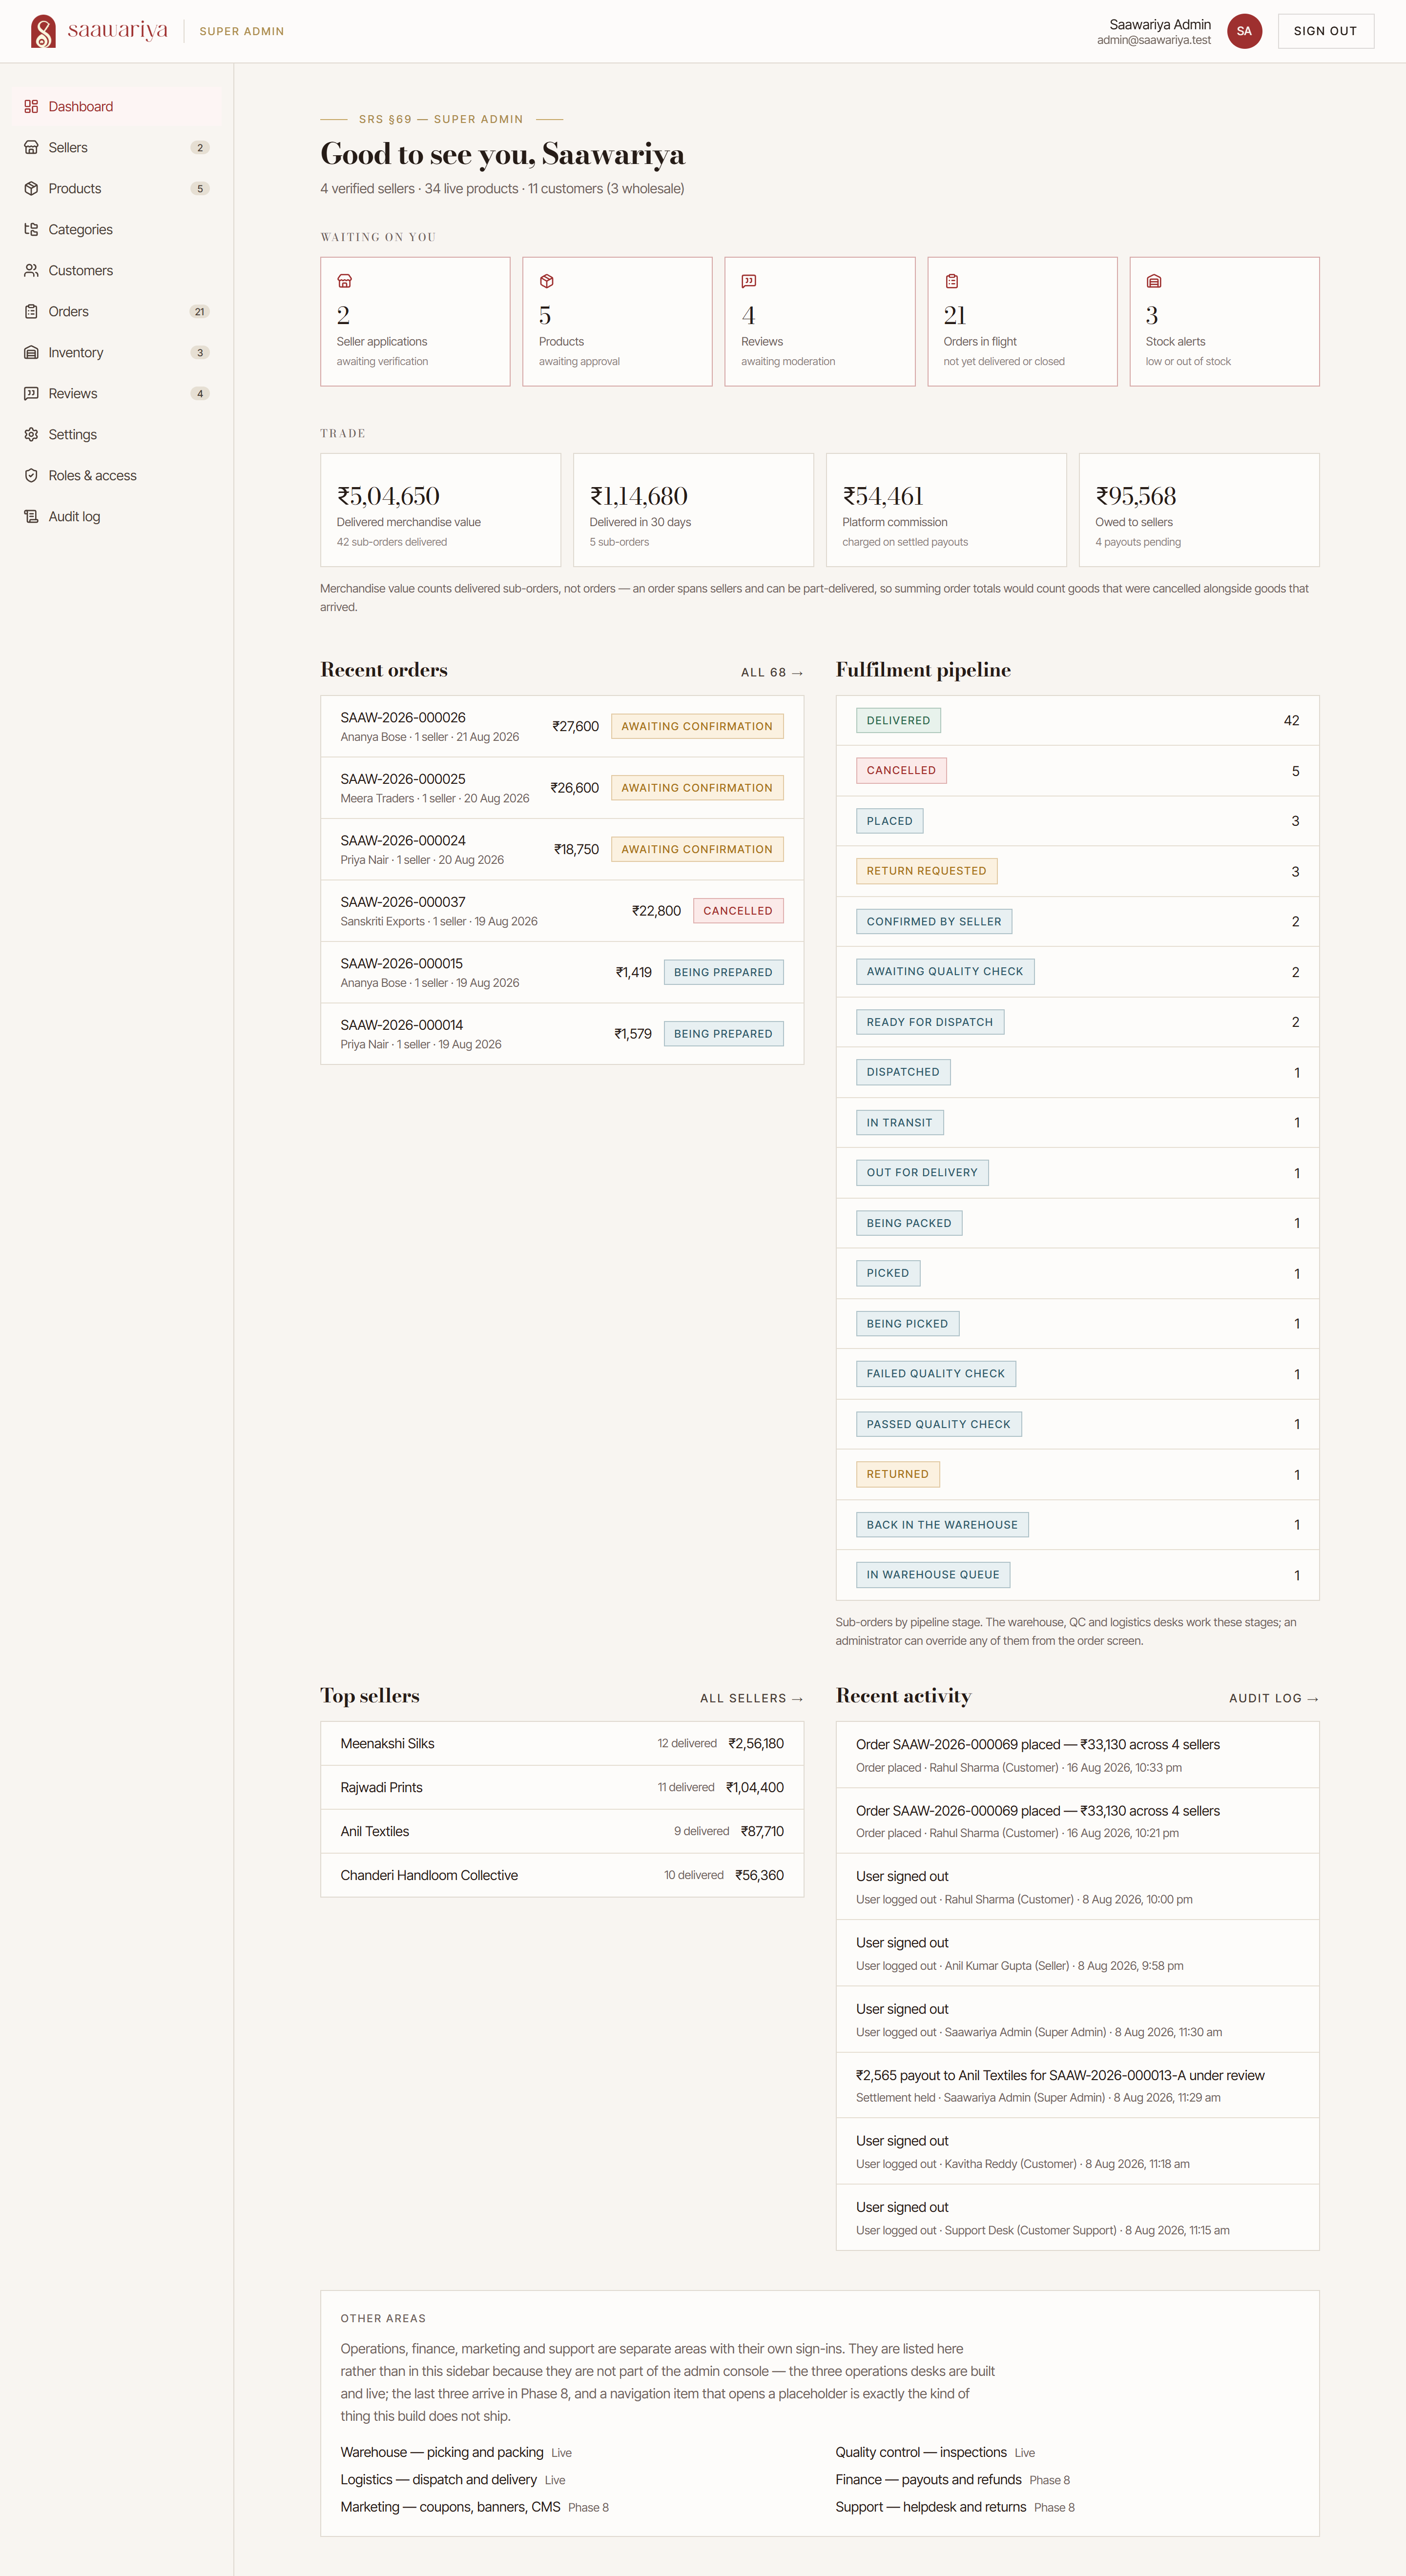 saawariya
SUPER ADMIN
Saawariya Admin
admin@saawariya.test
SA
SIGN OUT
Dashboard
Sellers 2
Products 5
Categories
Customers
Orders 21
Inventory 3
Reviews 4
Settings
Roles & access
Audit log
SRS §69 — SUPER ADMIN
Good to see you, Saawariya
4 verified sellers · 34 live products · 11 customers (3 wholesale)
WAITING ON YOU
2
Seller applications
awaiting verification
5
Products
awaiting approval
4
Reviews
awaiting moderation
21
Orders in flight
not yet delivered or closed
3
Stock alerts
low or out of stock
TRADE
₹5,04,650
Delivered merchandise value
42 sub-orders delivered
₹1,14,680
Delivered in 30 days
5 sub-orders
₹54,461
Platform commission
charged on settled payouts
₹95,568
Owed to sellers
4 payouts pending
Merchandise value counts delivered sub-orders, not orders — an order spans sellers and can be part-delivered, so summing order totals would count goods that were cancelled alongside goods that
arrived.
Recent orders
ALL 68 →
SAAW-2026-000026
Ananya Bose · 1 seller · 21 Aug 2026
₹27,600 AWAITING CONFIRMATION
SAAW-2026-000025
Meera Traders · 1 seller · 20 Aug 2026
₹26,600 AWAITING CONFIRMATION
SAAW-2026-000024
Priya Nair · 1 seller · 20 Aug 2026
₹18,750 AWAITING CONFIRMATION
SAAW-2026-000037
Sanskriti Exports · 1 seller · 19 Aug 2026
₹22,800 CANCELLED
SAAW-2026-000015
Ananya Bose · 1 seller · 19 Aug 2026
₹1,419 BEING PREPARED
SAAW-2026-000014
Priya Nair · 1 seller · 19 Aug 2026
₹1,579 BEING PREPARED
Fulfilment pipeline
DELIVERED 42
CANCELLED 5
PLACED 3
RETURN REQUESTED 3
CONFIRMED BY SELLER 2
AWAITING QUALITY CHECK 2
READY FOR DISPATCH 2
DISPATCHED 1
IN TRANSIT 1
OUT FOR DELIVERY 1
BEING PACKED 1
PICKED 1
BEING PICKED 1
FAILED QUALITY CHECK 1
PASSED QUALITY CHECK 1
RETURNED 1
BACK IN THE WAREHOUSE 1
IN WAREHOUSE QUEUE 1
Sub-orders by pipeline stage. The warehouse, QC and logistics desks work these stages; an
administrator can override any of them from the order screen.
Top sellers
ALL SELLERS →
Meenakshi Silks 12 delivered ₹2,56,180
Rajwadi Prints 11 delivered ₹1,04,400
Anil Textiles 9 delivered ₹87,710
Chanderi Handloom Collective 10 delivered ₹56,360
Recent activity
AUDIT LOG →
Order SAAW-2026-000069 placed — ₹33,130 across 4 sellers
Order placed · Rahul Sharma (Customer) · 16 Aug 2026, 10:33 pm
Order SAAW-2026-000069 placed — ₹33,130 across 4 sellers
Order placed · Rahul Sharma (Customer) · 16 Aug 2026, 10:21 pm
User signed out
User logged out · Rahul Sharma (Customer) · 8 Aug 2026, 10:00 pm
User signed out
User logged out · Anil Kumar Gupta (Seller) · 8 Aug 2026, 9:58 pm
User signed out
User logged out · Saawariya Admin (Super Admin) · 8 Aug 2026, 11:30 am
₹2,565 payout to Anil Textiles for SAAW-2026-000013-A under review
Settlement held · Saawariya Admin (Super Admin) · 8 Aug 2026, 11:29 am
User signed out
User logged out · Kavitha Reddy (Customer) · 8 Aug 2026, 11:18 am
User signed out
User logged out · Support Desk (Customer Support) · 8 Aug 2026, 11:15 am
OTHER AREAS
Operations, finance, marketing and support are separate areas with their own sign-ins. They are listed here
rather than in this sidebar because they are not part of the admin console — the three operations desks are built
and live; the last three arrive in Phase 8, and a navigation item that opens a placeholder is exactly the kind of
thing this build does not ship.
Warehouse — picking and packing Live
Quality control — inspections Live
Logistics — dispatch and delivery Live
Finance — payouts and refunds Phase 8
Marketing — coupons, banners, CMS Phase 8
Support — helpdesk and returns Phase 8